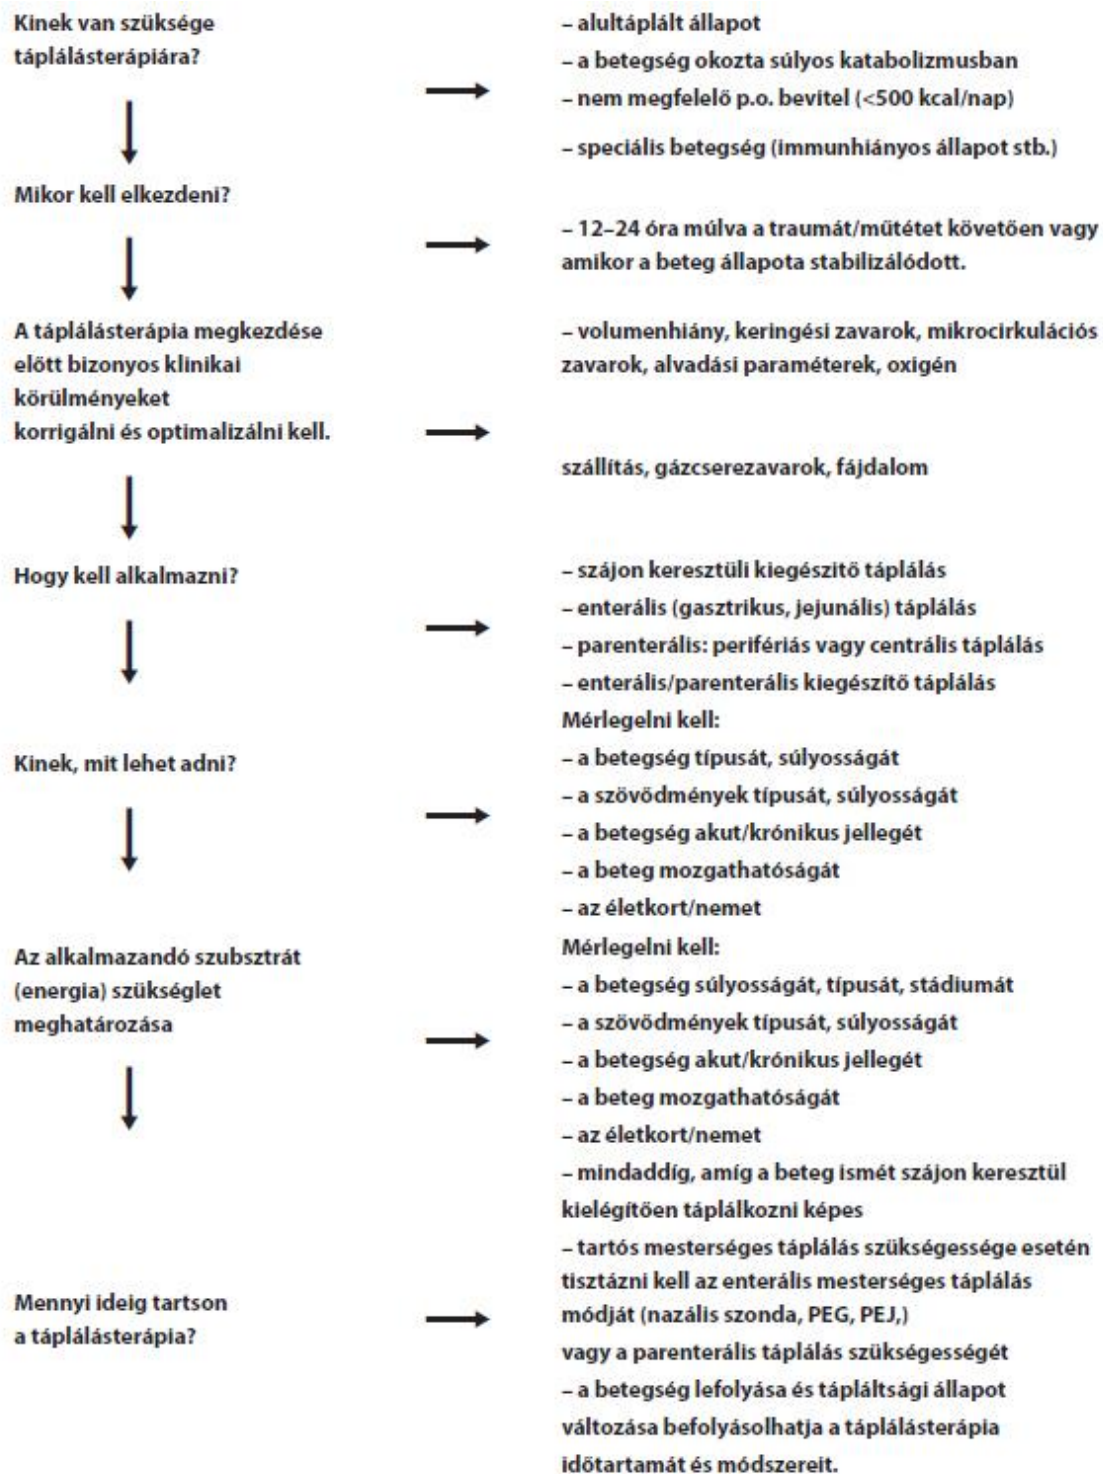 Kinek van szüksége
táplálásterápiára?
– alultáplált állapot
– a betegség okozta súlyos katabolizmusban
– nem megfelelő p.o. bevitel (<500 kcal/nap)
– speciális betegség (immunhiányos állapot stb.)
Mikor kell elkezdeni?
– 12–24 óra múlva a traumát/műtétet követően vagy
amikor a beteg állapota stabilizálódott.
A táplálásterápia megkezdése
előtt bizonyos klinikai
körülményeket
korrigálni és optimalizálni kell.
– volumenhiány, keringési zavarok, mikrocirkulációs
zavarok, alvadási paraméterek, oxigén
szállítás, gázcserezavarok, fájdalom
Hogy kell alkalmazni?
– szájon keresztüli kiegészitő táplálás
– enterális (gasztrikus, jejunális) táplálás
– parenterális: perifériás vagy centrális táplálás
– enterális/parenterális kiegészítő táplálás
Kinek, mit lehet adni?
Mérlegelni kell:
– a betegség típusát, súlyosságát
– a szövődmények típusát, súlyosságát
– a betegség akut/krónikus jellegét
– a beteg mozgathatóságát
– az életkort/nemet
Az alkalmazandó szubsztrát
(energia) szükséglet
meghatározása
Mérlegelni kell:
– a betegség súlyosságát, típusát, stádiumát
– a szövődmények típusát, súlyosságát
– a betegség akut/krónikus jellegét
– a beteg mozgathatóságát
– az életkort/nemet
Mennyi ideig tartson
a táplálásterápia?
– mindaddíg, amíg a beteg ismét szájon keresztül
kielégítően táplálkozni képes
– tartós mesterséges táplálás szükségessége esetén
tisztázni kell az enterális mesterséges táplálás
módját (nazális szonda, PEG, PEJ,)
vagy a parenterális táplálás szükségességét
– a betegség lefolyása és tápláltsági állapot
változása befolyásolhatja a táplálásterápia
időtartamát és módszereit.